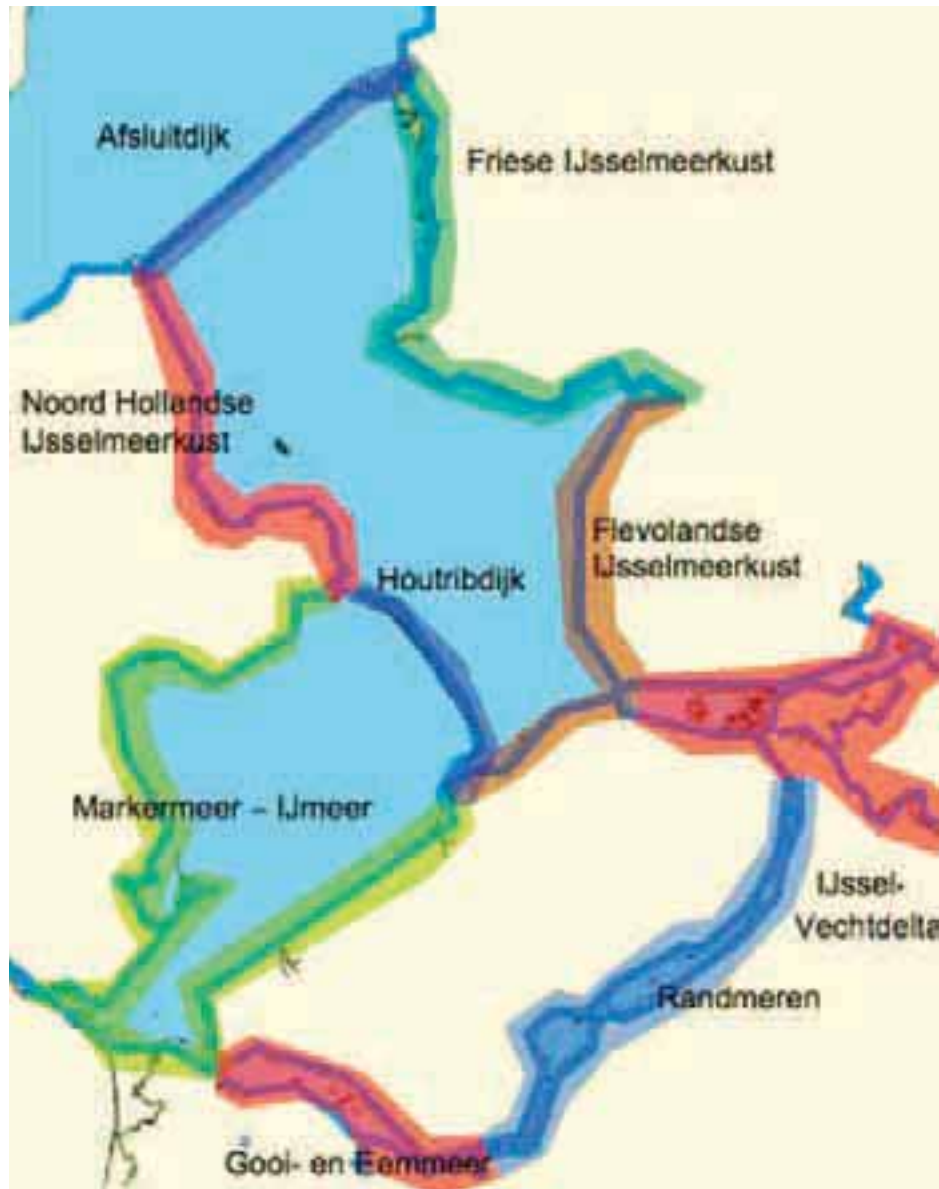 Afsluitdijk
Friese IJsselmeerkust
Noord Hollandse
IJsselmeerkust
Houtribdijk
Flevolandse
IJsselmeerkust
Markermeer – IJmeer
IJssel-
Vechtdelta
Randmeren
Gooi- en Eemmeer